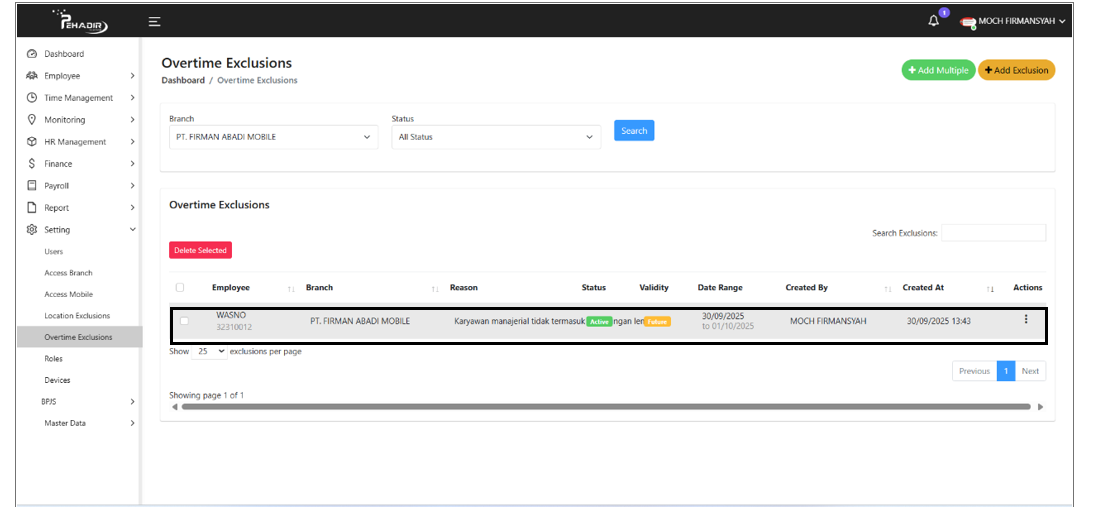 PEHADIR
1
MOCH FIRMANSYAH
Dashboard
Employee
Time Management
Monitoring
HR Management
Finance
Payroll
Report
Setting
Users
Access Branch
Access Mobile
Location Exclusions
Overtime Exclusions
Roles
Devices
BPJS
Master Data
Overtime Exclusions
Dashboard / Overtime Exclusions
+ Add Multiple
+ Add Exclusion
Branch
Status
PT. FIRMAN ABADI MOBILE
All Status
Search
Overtime Exclusions
Search Exclusions:
Delete Selected
Employee Branch Reason Status Validity Date Range Created By Created At Actions
WASNO 30/09/2025
PT. FIRMAN ABADI MOBILE Karyawan manajerial tidak termasuk Active ngan len Future MOCH FIRMANSYAH 30/09/2025 13:43
32310012 to 01/10/2025
Show 25 exclusions per page
Previous 1 Next
Showing page 1 of 1